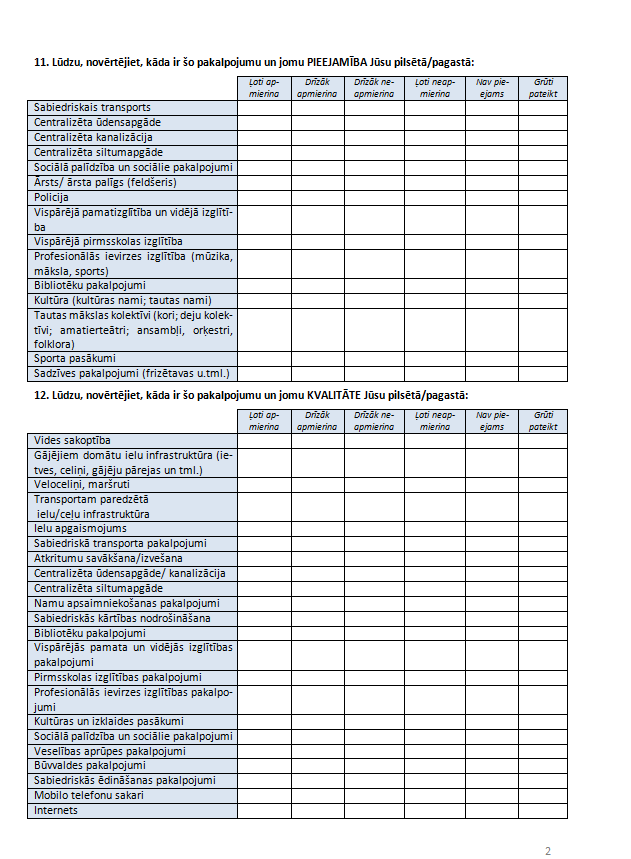 11. Lūdzu, novērtējiet, kāda ir šo pakalpojumu un jomu PIEEJAMĪBA Jūsu pilsētā/pagastā:
Ļoti ap- Drīzāk Drīzāk ne- Ļoti neap- Nav pie- Grūti
mierina apmierina apmierina mierina ejams pateikt
Sabiedriskais transports
Centralizēta ūdensapgāde
Centralizēta kanalizācija
Centralizēta siltumapgāde
Sociālā palīdzība un sociālie pakalpojumi
Ārsts/ ārsta palīgs (feldšeris)
Policija
Vispārējā pamatizglītība un vidējā izglītī-
ba
Vispārējā pirmsskolas izglītība
Profesionālās ievirzes izglītība (mūzika,
māksla, sports)
Bibliotēku pakalpojumi
Kultūra (kultūras nami; tautas nami)
Tautas mākslas kolektīvi (kori; deju kolek-
tīvi; amatierteātri; ansambļi, orķestri,
folklora)
Sporta pasākumi
Sadzīves pakalpojumi (frizētavas u.tml.)
12. Lūdzu, novērtējiet, kāda ir šo pakalpojumu un jomu KVALITĀTE Jūsu pilsētā/pagastā:
Ļoti ap- Drīzāk Drīzāk ne- Ļoti neap- Nav pie- Grūti
mierina apmierina apmierina mierina ejams pateikt
Vides sakoptība
Gājējiem domātu ielu infrastruktūra (ie-
tves, celiņi, gājēju pārejas un tml.)
Veloceliņi, maršruti
Transportam paredzētā
ielu/ceļu infrastruktūra
Ielu apgaismojums
Sabiedriskā transporta pakalpojumi
Atkritumu savākšana/izvešana
Centralizēta ūdensapgāde/ kanalizācija
Centralizēta siltumapgāde
Namu apsaimniekošanas pakalpojumi
Sabiedriskās kārtības nodrošināšana
Bibliotēku pakalpojumi
Vispārējās pamata un vidējās izglītības
pakalpojumi
Pirmsskolas izglītības pakalpojumi
Profesionālās ievirzes izglītības pakalpo-
jumi
Kultūras un izklaides pasākumi
Sociālā palīdzība un sociālie pakalpojumi
Veselības aprūpes pakalpojumi
Būvvaldes pakalpojumi
Sabiedriskās ēdināšanas pakalpojumi
Mobilo telefonu sakari
Internets
2